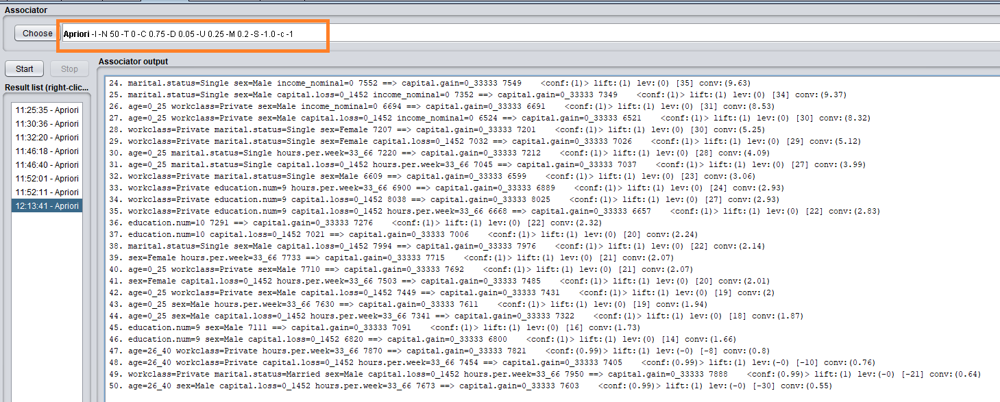 Associator
Choose Apriori -I -N 50 -T 0 -C 0.75 -D 0.05 -U 0.25 -M 0.2 -S -1.0 -c -1
Start Stop
Result list (right-clic...
11:25:35 - Apriori
11:30:36 - Apriori
11:32:20 - Apriori
11:46:18 - Apriori
11:46:40 - Apriori
11:52:01 - Apriori
11:52:11 - Apriori
12:13:41 - Apriori
Associator output
24. marital.status=Single sex=Male income_nominal=0 7552 ==> capital.gain=0_33333 7549 <conf:(1)> lift:(1) lev:(0) [35] conv:(9.63)
25. marital.status=Single sex=Male capital.loss=0_1452 income_nominal=0 7352 ==> capital.gain=0_33333 7349 <conf:(1)> lift:(1) lev:(0) [34] conv:(9.37)
26. age=0_25 workclass=Private sex=Male income_nominal=0 6694 ==> capital.gain=0_33333 6691 <conf:(1)> lift:(1) lev:(0) [31] conv:(8.53)
27. age=0_25 workclass=Private sex=Male capital.loss=0_1452 income_nominal=0 6524 ==> capital.gain=0_33333 6521 <conf:(1)> lift:(1) lev:(0) [30] conv:(8.32)
28. workclass=Private marital.status=Single sex=Female 7207 ==> capital.gain=0_33333 7201 <conf:(1)> lift:(1) lev:(0) [30] conv:(5.25)
29. workclass=Private marital.status=Single sex=Female capital.loss=0_1452 7032 ==> capital.gain=0_33333 7026 <conf:(1)> lift:(1) lev:(0) [29] conv:(5.12)
30. age=0_25 marital.status=Single hours.per.week=33_66 7220 ==> capital.gain=0_33333 7212 <conf:(1)> lift:(1) lev:(0) [28] conv:(4.09)
31. age=0_25 marital.status=Single capital.loss=0_1452 hours.per.week=33_66 7045 ==> capital.gain=0_33333 7037 <conf:(1)> lift:(1) lev:(0) [27] conv:(3.99)
32. workclass=Private marital.status=Single sex=Male 6609 ==> capital.gain=0_33333 6599 <conf:(1)> lift:(1) lev:(0) [23] conv:(3.06)
33. workclass=Private education.num=9 hours.per.week=33_66 6900 ==> capital.gain=0_33333 6889 <conf:(1)> lift:(1) lev:(0) [24] conv:(2.93)
34. workclass=Private education.num=9 capital.loss=0_1452 8038 ==> capital.gain=0_33333 8025 <conf:(1)> lift:(1) lev:(0) [27] conv:(2.93)
35. workclass=Private education.num=9 capital.loss=0_1452 hours.per.week=33_66 6668 ==> capital.gain=0_33333 6657 <conf:(1)> lift:(1) lev:(0) [22] conv:(2.83)
36. education.num=10 7291 ==> capital.gain=0_33333 7276 <conf:(1)> lift:(1) lev:(0) [22] conv:(2.32)
37. education.num=10 capital.loss=0_1452 7021 ==> capital.gain=0_33333 7006 <conf:(1)> lift:(1) lev:(0) [20] conv:(2.24)
38. marital.status=Single sex=Male capital.loss=0_1452 7994 ==> capital.gain=0_33333 7976 <conf:(1)> lift:(1) lev:(0) [22] conv:(2.14)
39. sex=Female hours.per.week=33_66 7733 ==> capital.gain=0_33333 7715 <conf:(1)> lift:(1) lev:(0) [21] conv:(2.07)
40. age=0_25 workclass=Private sex=Male 7710 ==> capital.gain=0_33333 7692 <conf:(1)> lift:(1) lev:(0) [21] conv:(2.07)
41. sex=Female capital.loss=0_1452 hours.per.week=33_66 7503 ==> capital.gain=0_33333 7485 <conf:(1)> lift:(1) lev:(0) [20] conv:(2.01)
42. age=0_25 workclass=Private sex=Male capital.loss=0_1452 7449 ==> capital.gain=0_33333 7431 <conf:(1)> lift:(1) lev:(0) [19] conv:(2)
43. age=0_25 sex=Male hours.per.week=33_66 7630 ==> capital.gain=0_33333 7611 <conf:(1)> lift:(1) lev:(0) [19] conv:(1.94)
44. age=0_25 sex=Male capital.loss=0_1452 hours.per.week=33_66 7341 ==> capital.gain=0_33333 7322 <conf:(1)> lift:(1) lev:(0) [18] conv:(1.87)
45. education.num=9 sex=Male 7111 ==> capital.gain=0_33333 7091 <conf:(1)> lift:(1) lev:(0) [16] conv:(1.73)
46. education.num=9 sex=Male capital.loss=0_1452 6820 ==> capital.gain=0_33333 6800 <conf:(1)> lift:(1) lev:(0) [14] conv:(1.66)
47. age=26_40 workclass=Private hours.per.week=33_66 7870 ==> capital.gain=0_33333 7821 <conf:(0.99)> lift:(1) lev:(-0) [-8] conv:(0.8)
48. age=26_40 workclass=Private capital.loss=0_1452 hours.per.week=33_66 7454 ==> capital.gain=0_33333 7405 <conf:(0.99)> lift:(1) lev:(-0) [-10] conv:(0.76)
49. workclass=Private marital.status=Married sex=Male capital.loss=0_1452 hours.per.week=33_66 7950 ==> capital.gain=0_33333 7888 <conf:(0.99)> lift:(1) lev:(-0) [-21] conv:(0.64)
50. age=26_40 sex=Male capital.loss=0_1452 hours.per.week=33_66 7673 ==> capital.gain=0_33333 7603 <conf:(0.99)> lift:(1) lev:(-0) [-30] conv:(0.55)